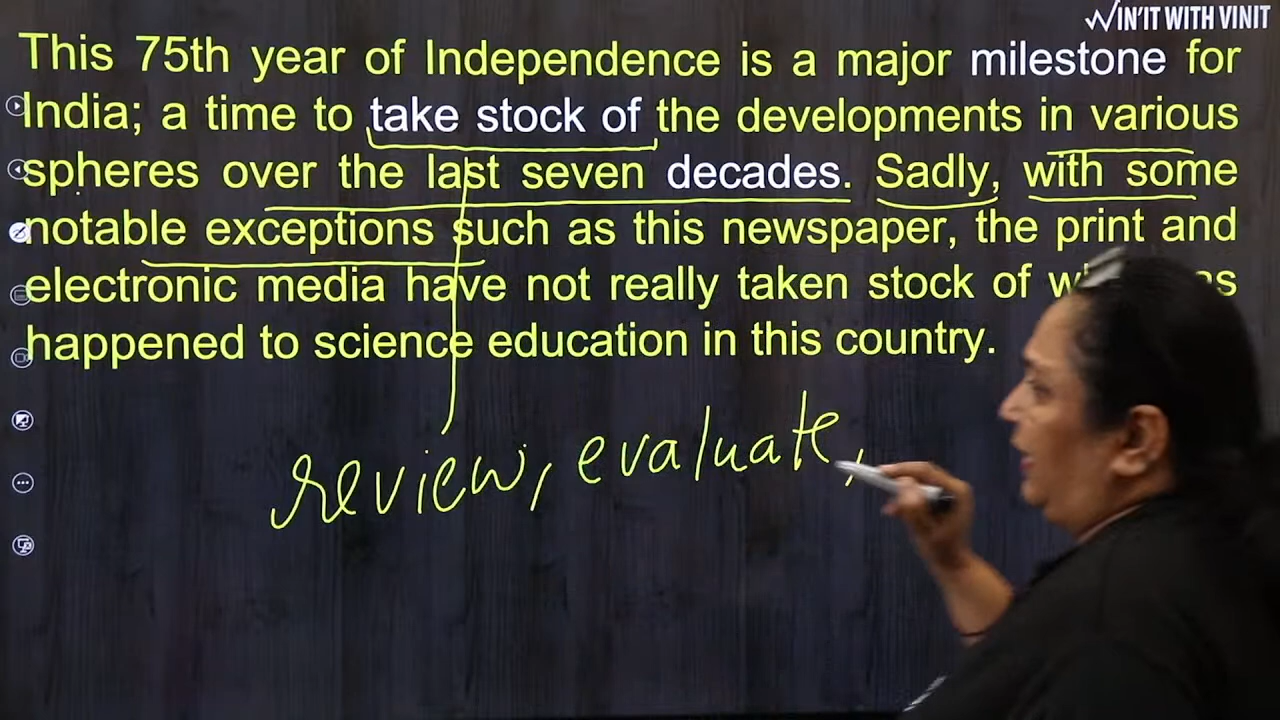 WIN'IT WITH VINIT
This 75th year of Independence is a major milestone for
India; a time to take stock of the developments in various
spheres over the last seven decades. Sadly, with some
notable exceptions such as this newspaper, the print and
electronic media have not really taken stock of as
happened to science education in this country.
review, evaluate,